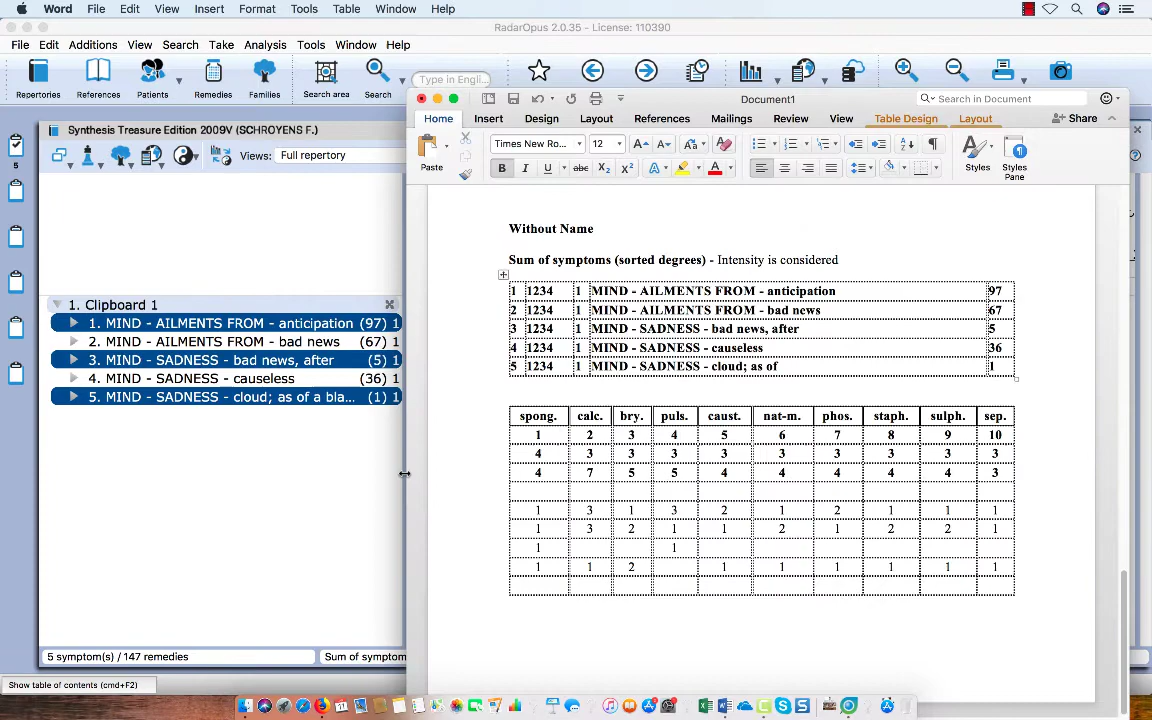 Word File Edit View Insert Format Tools Table Window Help
RadarOpus 2.0.35 - License: 110390
File Edit Additions View Search Take Analysis Tools Window Help
Type in Engl...
Repertories References Patients Remedies Families Search area Search
Document1
Search in Document
Synthesis Treasure Edition 2009V (SCHROYENS F.)
Home Insert Design Layout References Mailings Review View Table Design Layout Share
5
Views: Full repertory
Paste Times New Ro... 12 Styles Styles Pane
Without Name
Sum of symptoms (sorted degrees) - Intensity is considered
1 1234 1 MIND - AILMENTS FROM - anticipation 97
2 1234 1 MIND - AILMENTS FROM - bad news 67
3 1234 1 MIND - SADNESS - bad news, after 5
4 1234 1 MIND - SADNESS - causeless 36
5 1234 1 MIND - SADNESS - cloud; as of 1
1. Clipboard 1
1. MIND - AILMENTS FROM - anticipation (97) 1
2. MIND - AILMENTS FROM - bad news (67) 1
3. MIND - SADNESS - bad news, after (5) 1
4. MIND - SADNESS - causeless (36) 1
5. MIND - SADNESS - cloud; as of a bla... (1) 1
spong. calc. bry. puls. caust. nat-m. phos. staph. sulph. sep.
1 2 3 4 5 6 7 8 9 10
4 3 3 3 3 3 3 3 3 3
4 7 5 5 4 4 4 4 4 3
1 3 1 3 2 1 2 1 1 1
1 3 2 1 1 2 1 2 2 1
1 1
1 1 2 1 1 1 1 1 1
5 symptom(s) / 147 remedies
Sum of symptom
Show table of contents (cmd+F2)